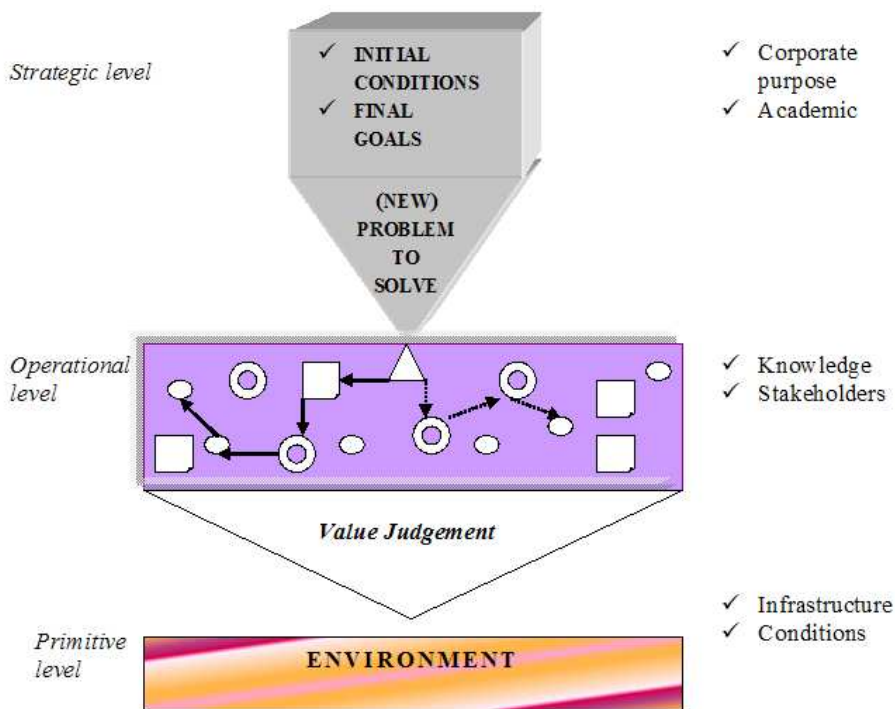 Strategic level
✓ INITIAL
CONDITIONS
✓ FINAL
GOALS
✓ Corporate
purpose
✓ Academic
(NEW)
PROBLEM
TO
SOLVE
Operational
level
✓ Knowledge
✓ Stakeholders
Value Judgement
✓ Infrastructure
✓ Conditions
Primitive
level
ENVIRONMENT